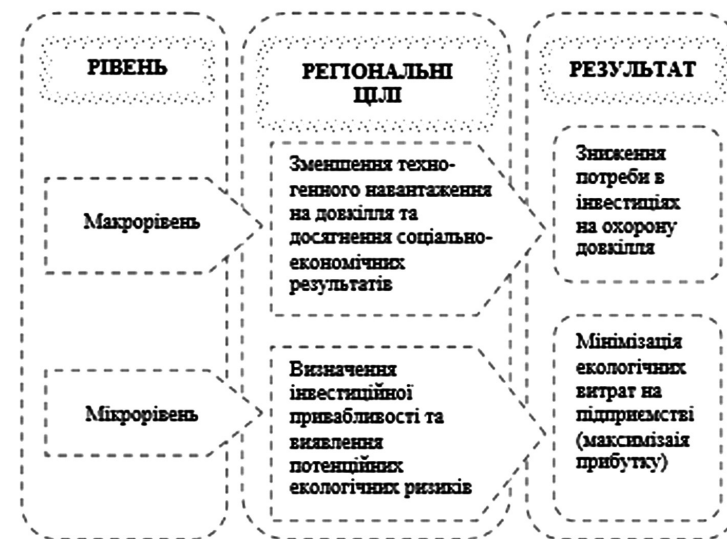 РІВЕНЬ
РЕГІОНАЛЬНІ
ЦІЛІ
РЕЗУЛЬТАТ
Макрорівень
Зменшення техно-
генного навантаження
на довкілля та
досягнення соціально-
економічних
результатів
Зниження
потреби в
інвестиціях
на охорону
довкілля
Мікрорівень
Визначення
інвестиційної
привабливості та
виявлення
потенційних
екологічних ризиків
Мінімізація
екологічних
витрат на
підприємстві
(максимізаія
прибутку)